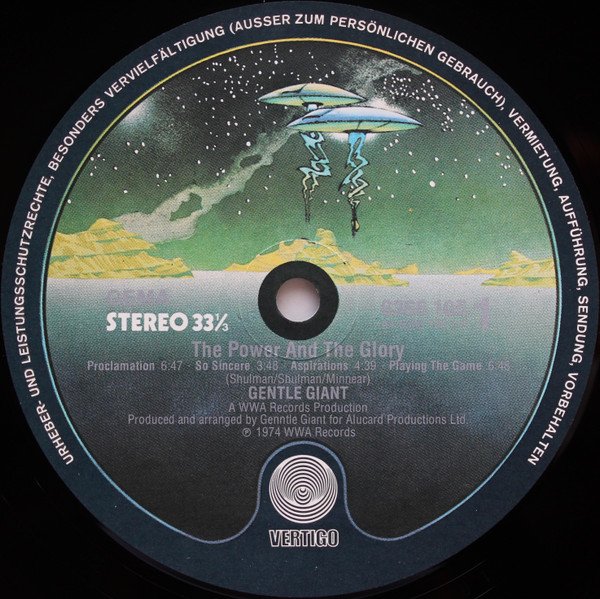 URHEBER- UND LEISTUNGSSCHUTZRECHTE, BESONDERS VERVIELFÄLTIGUNG (AUSSER ZUM PERSÖNLICHEN GEBRAUCH), VERMIETUNG, AUFFÜHRUNG, SENDUNG, VORBEHALTEN
GEMA
STEREO 33⅓
The Power And The Glory
Proclamation 6:47 · So Sincere 3:48 · Aspirations 4:39 · Playing The Game 6:46
(Shulman/Shulman/Minnear)
GENTLE GIANT
A WWA Records Production
Produced and arranged by Genntle Giant for Alucard Productions Ltd
℗ 1974 WWA Records
VERTIGO